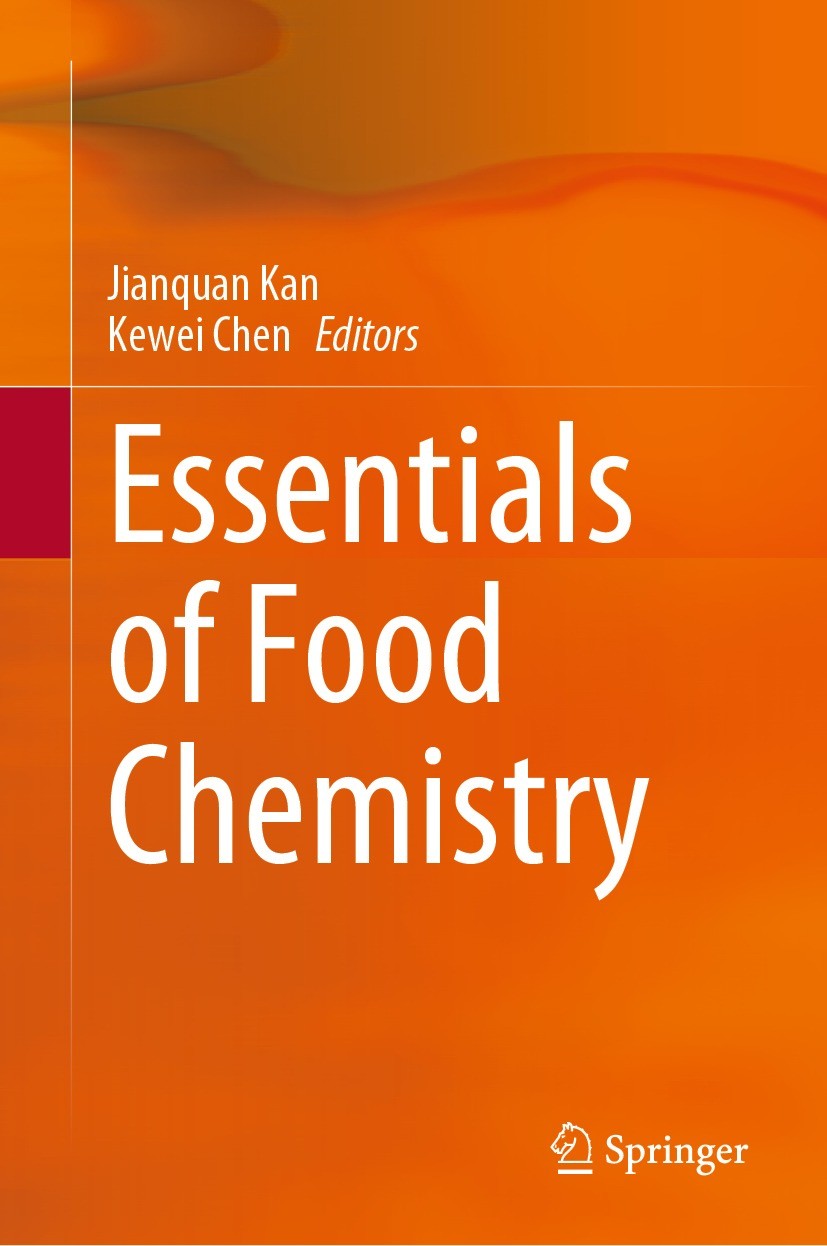 Jianquan Kan
Kewei Chen Editors
Essentials
of Food
Chemistry
Springer